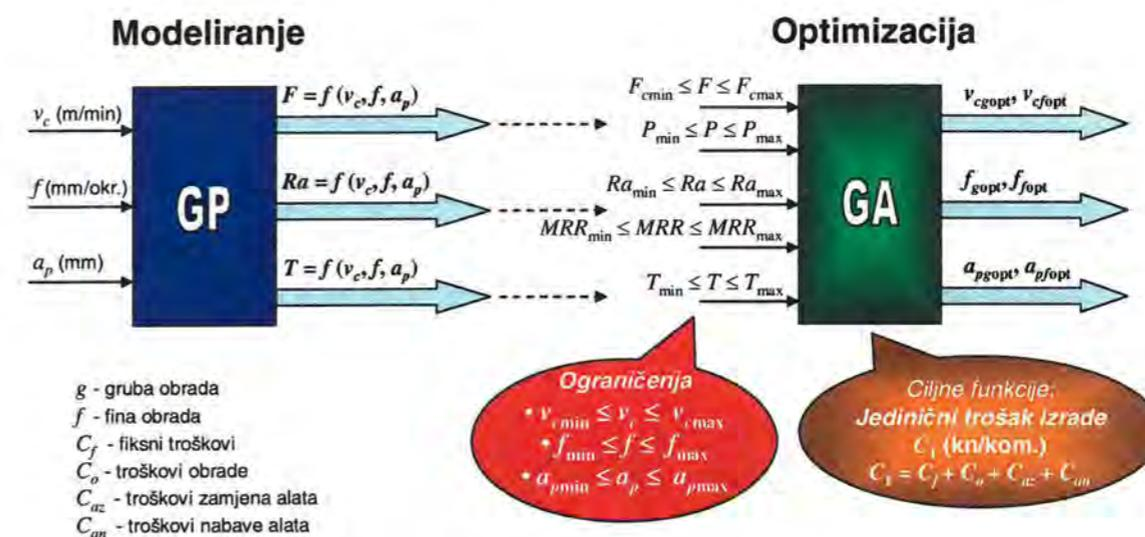 Modeliranje
v_c (m/min)
f (mm/okr.)
a_p (mm)
GP
F = f (v_c, f, a_p)
Ra = f (v_c, f, a_p)
T = f (v_c, f, a_p)
g - gruba obrada
f - fina obrada
C_f - fiksni troškovi
C_o - troškovi obrade
C_az - troškovi zamjena alata
C_an - troškovi nabave alata
Optimizacija
F_cmin ≤ F ≤ F_cmax
P_min ≤ P ≤ P_max
Ra_min ≤ Ra ≤ Ra_max
MRR_min ≤ MRR ≤ MRR_max
T_min ≤ T ≤ T_max
GA
v_cgopt, v_cfopt
f_gopt, f_fopt
a_pgopt, a_pfopt
Ograničenja
• v_cmin ≤ v_c ≤ v_cmax
• f_min ≤ f ≤ f_max
• a_pmin ≤ a_p ≤ a_pmax
Ciljne funkcije:
Jedinični trošak izrade
C_1 (kn/kom.)
C_1 = C_f + C_o + C_az + C_an